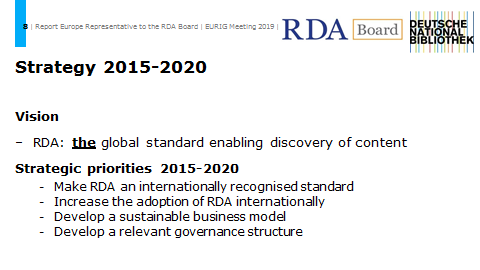 8 | Report Europe Representative to the RDA Board | EURIG Meeting 2019 |
RDA Board
DEUTSCHE
NATIONAL
BIBLIOTHEK
Strategy 2015-2020
Vision
– RDA: the global standard enabling discovery of content
Strategic priorities 2015-2020
- Make RDA an internationally recognised standard
- Increase the adoption of RDA internationally
- Develop a sustainable business model
- Develop a relevant governance structure